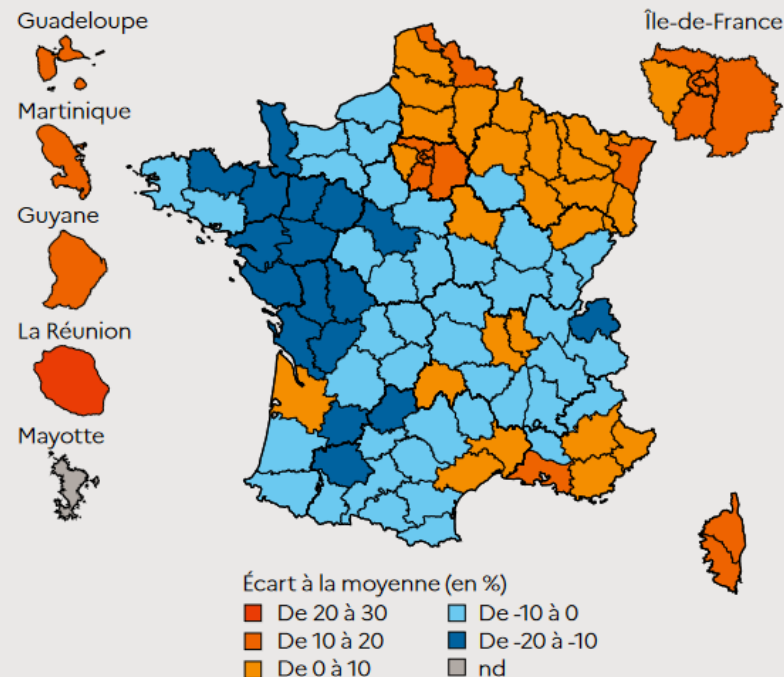 Guadeloupe
Île-de-France
Martinique
Guyane
La Réunion
Mayotte
Écart à la moyenne (en %)
De 20 à 30
De -10 à 0
De 10 à 20
De -20 à -10
De 0 à 10
nd